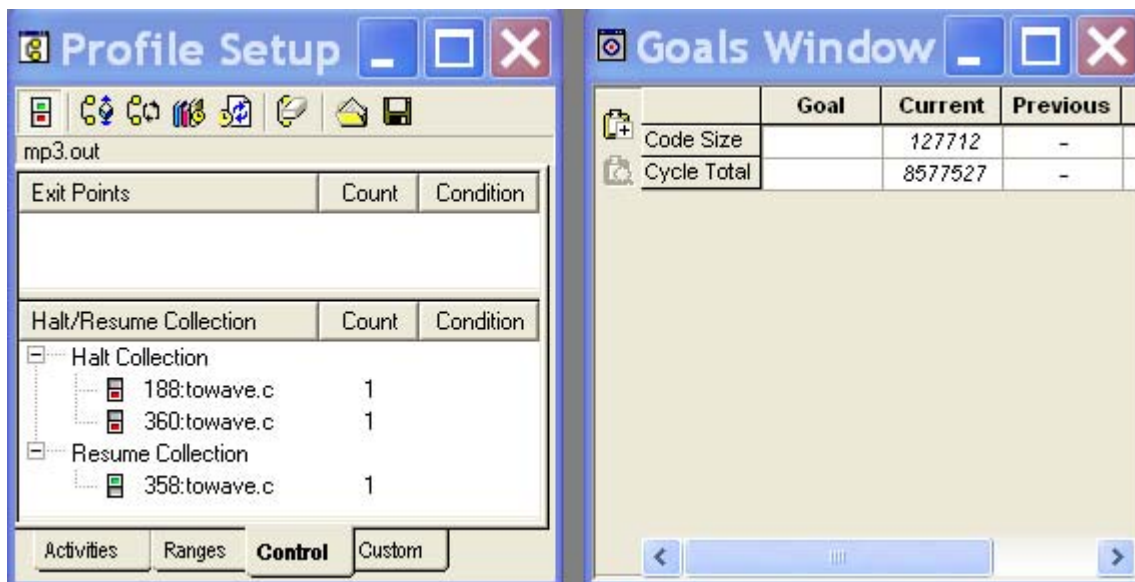 Profile Setup
mp3.out
Exit Points Count Condition
Halt/Resume Collection Count Condition
Halt Collection
188:towave.c 1
360:towave.c 1
Resume Collection
358:towave.c 1
Activities Ranges Control Custom
Goals Window
Goal Current Previous
Code Size 127712 -
Cycle Total 8577527 -